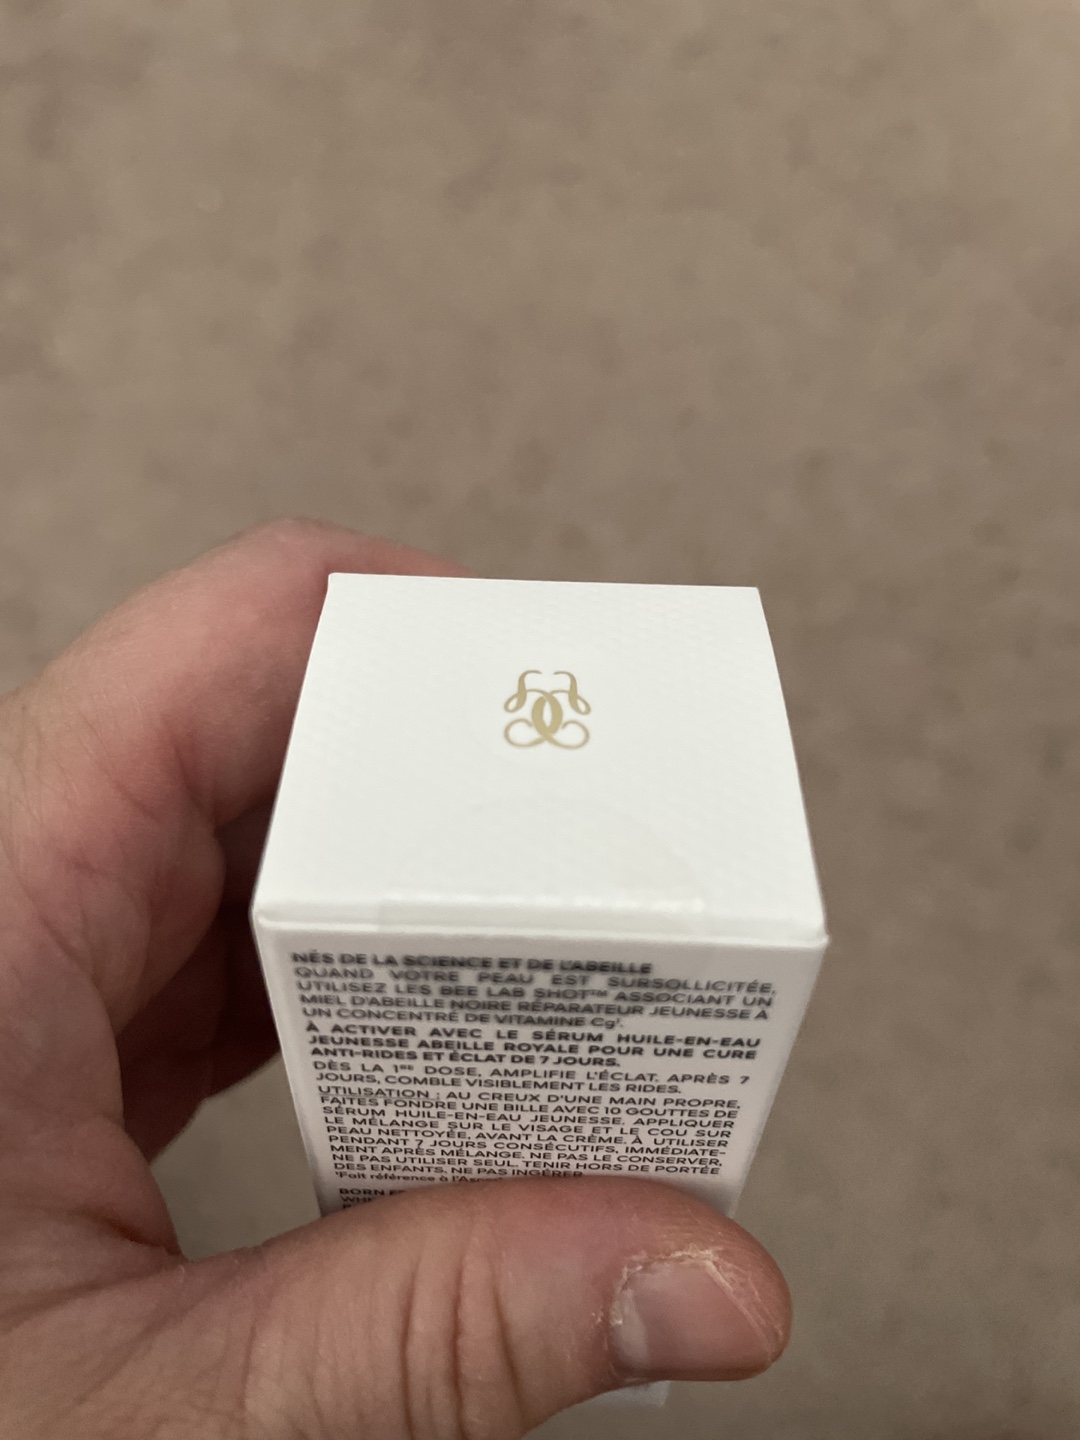 NÉS DE LA SCIENCE ET DE L'ABEILLE
QUAND VOTRE PEAU EST SURSOLLICITÉE,
UTILISEZ LES BEE LAB SHOT™ ASSOCIANT UN
MIEL D'ABEILLE NOIRE RÉPARATEUR JEUNESSE À
UN CONCENTRÉ DE VITAMINE Cg¹.
À ACTIVER AVEC LE SÉRUM HUILE-EN-EAU
JEUNESSE ABEILLE ROYALE POUR UNE CURE
ANTI-RIDES ET ÉCLAT DE 7 JOURS.
DÈS LA 1ʳᵉ DOSE, AMPLIFIE L'ÉCLAT. APRÈS 7
JOURS, COMBLE VISIBLEMENT LES RIDES.
UTILISATION : AU CREUX D'UNE MAIN PROPRE,
FAITES FONDRE UNE BILLE AVEC 10 GOUTTES DE
SÉRUM HUILE-EN-EAU JEUNESSE. APPLIQUER
LE MÉLANGE SUR LE VISAGE ET LE COU SUR
PEAU NETTOYÉE, AVANT LA CRÈME. À UTILISER
PENDANT 7 JOURS CONSÉCUTIFS, IMMÉDIATE-
MENT APRÈS MÉLANGE. NE PAS LE CONSERVER,
NE PAS UTILISER SEUL. TENIR HORS DE PORTÉE
DES ENFANTS. NE PAS INGÉRER.
¹Fait référence à
BORN